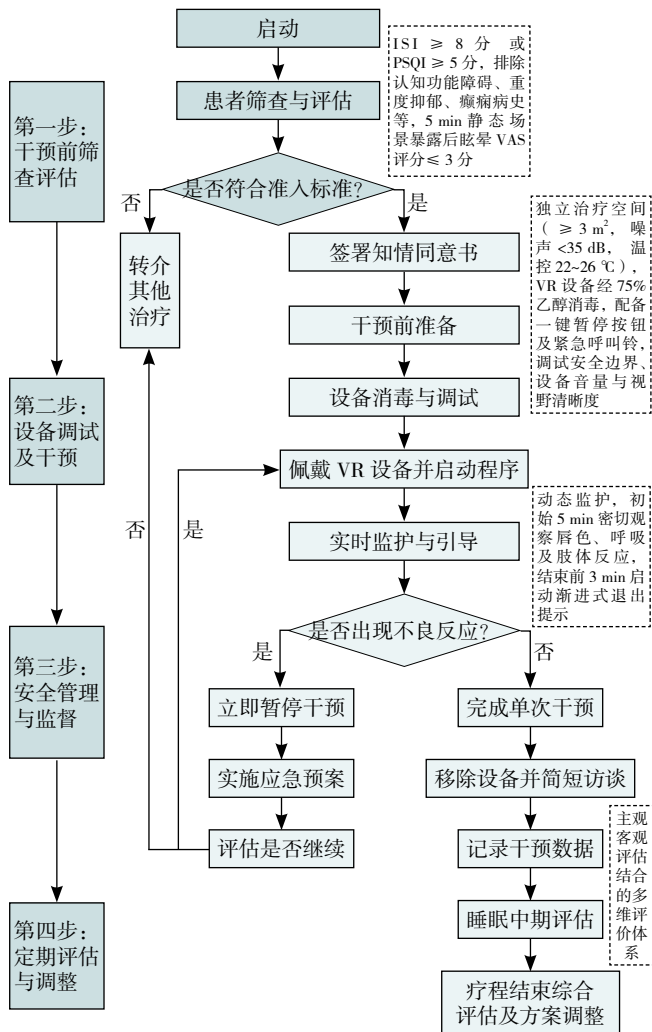 启动
ISI ≥ 8 分 或
PSQI ≥ 5 分，排除
认知功能障碍、重
度抑郁、癫痫病史
等，5 min 静态场
景暴露后眩晕 VAS
评分 ≤ 3 分
第一步：
干预前筛
查评估
患者筛查与评估
是否符合准入标准？
否
是
转介
其他
治疗
签署知情同意书
独立治疗空间
（ ≥ 3 m²，噪
声 <35 dB，温
控 22~26 ℃），
VR 设备经 75%
乙醇消毒，配备
一键暂停按钮
及紧急呼叫铃，
调试安全边界、
设备音量与视
野清晰度
干预前准备
第二步：
设备调试
及干预
设备消毒与调试
佩戴 VR 设备并启动程序
否
是
实时监护与引导
动态监护，初
始 5 min 密切观
察唇色、呼吸
及肢体反应，
结束前 3 min 启
动渐进式退出
提示
是否出现不良反应？
是
否
第三步：
安全管理
与监督
立即暂停干预
完成单次干预
实施应急预案
移除设备并简短访谈
评估是否继续
记录干预数据
主观
客观
评估
结合
的多
维评
价体
系
第四步：
定期评估
与调整
睡眠中期评估
疗程结束综合
评估及方案调整